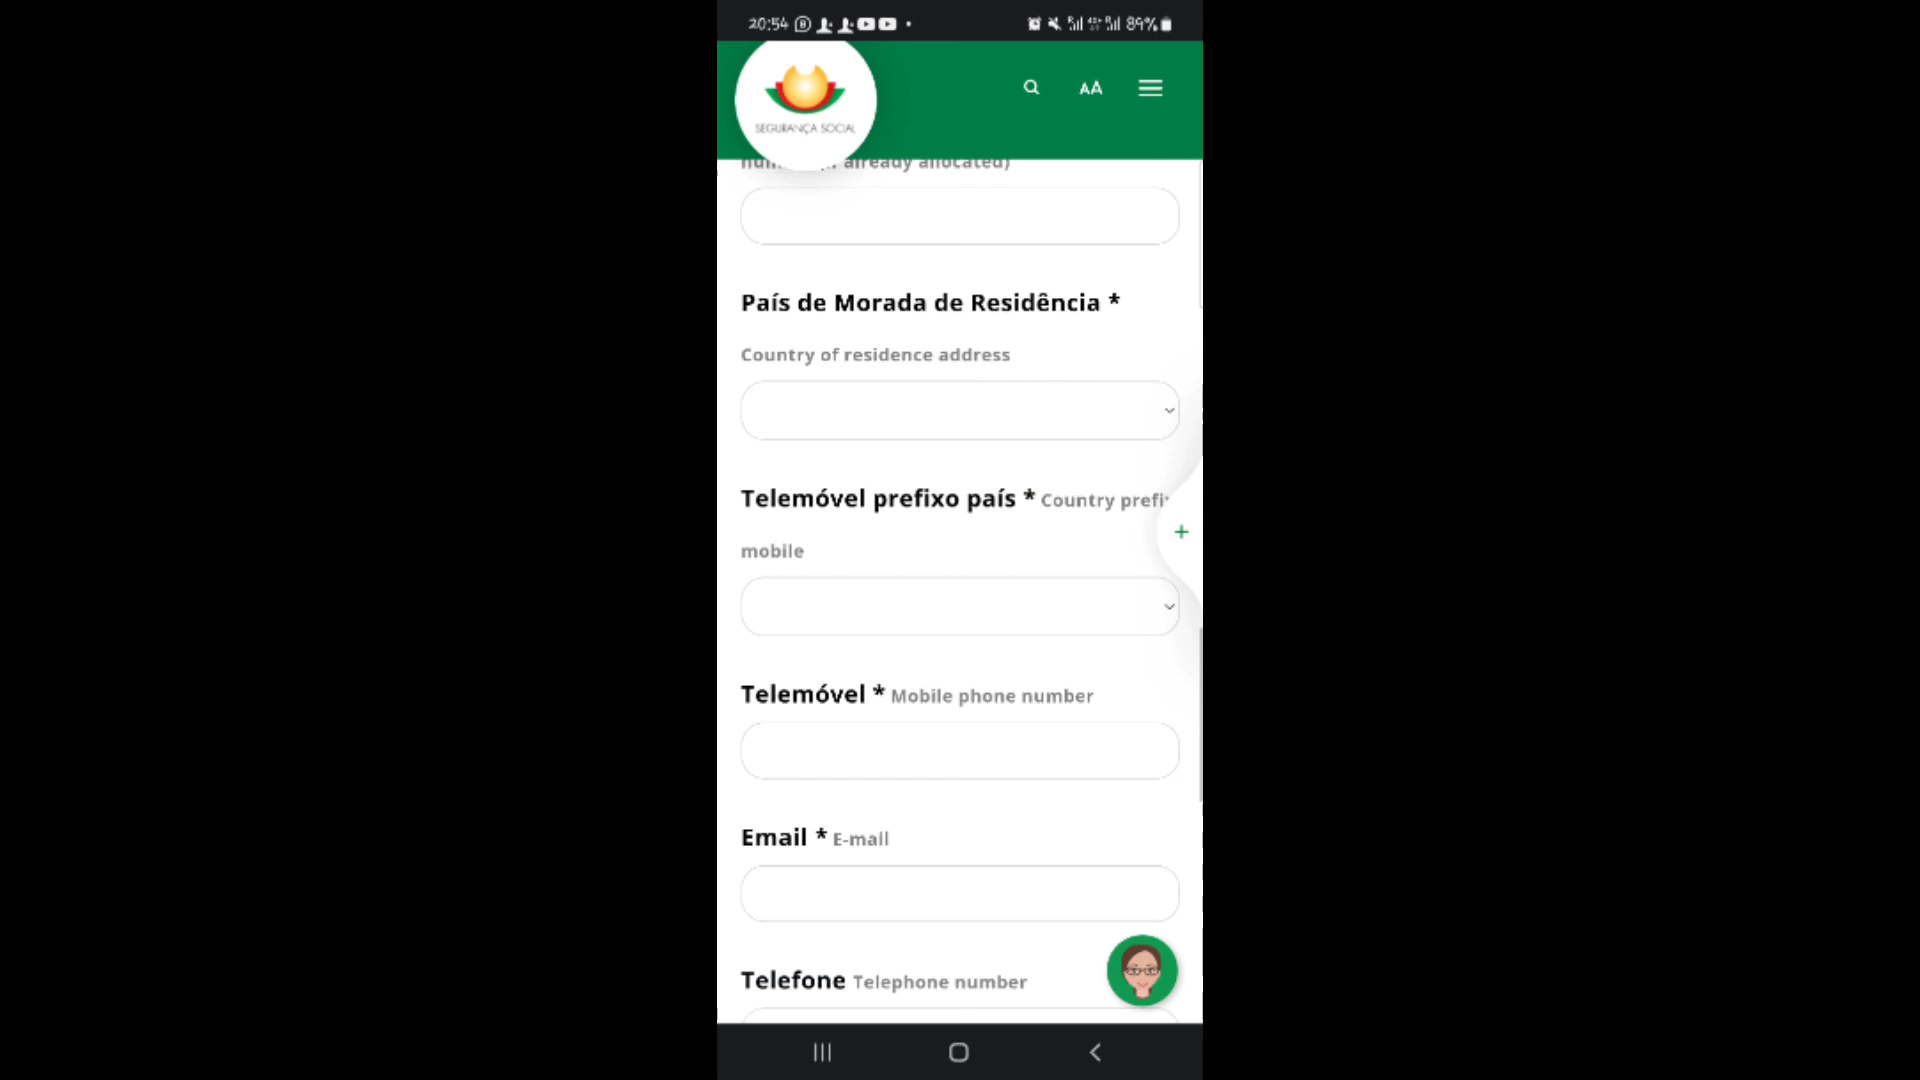 20:54
89%
AA
SEGURANÇA SOCIAL
already allocated)
País de Morada de Residência *
Country of residence address
Telemóvel prefixo país * Country
mobile
Telemóvel * Mobile phone number
Email * E-mail
Telefone Telephone number